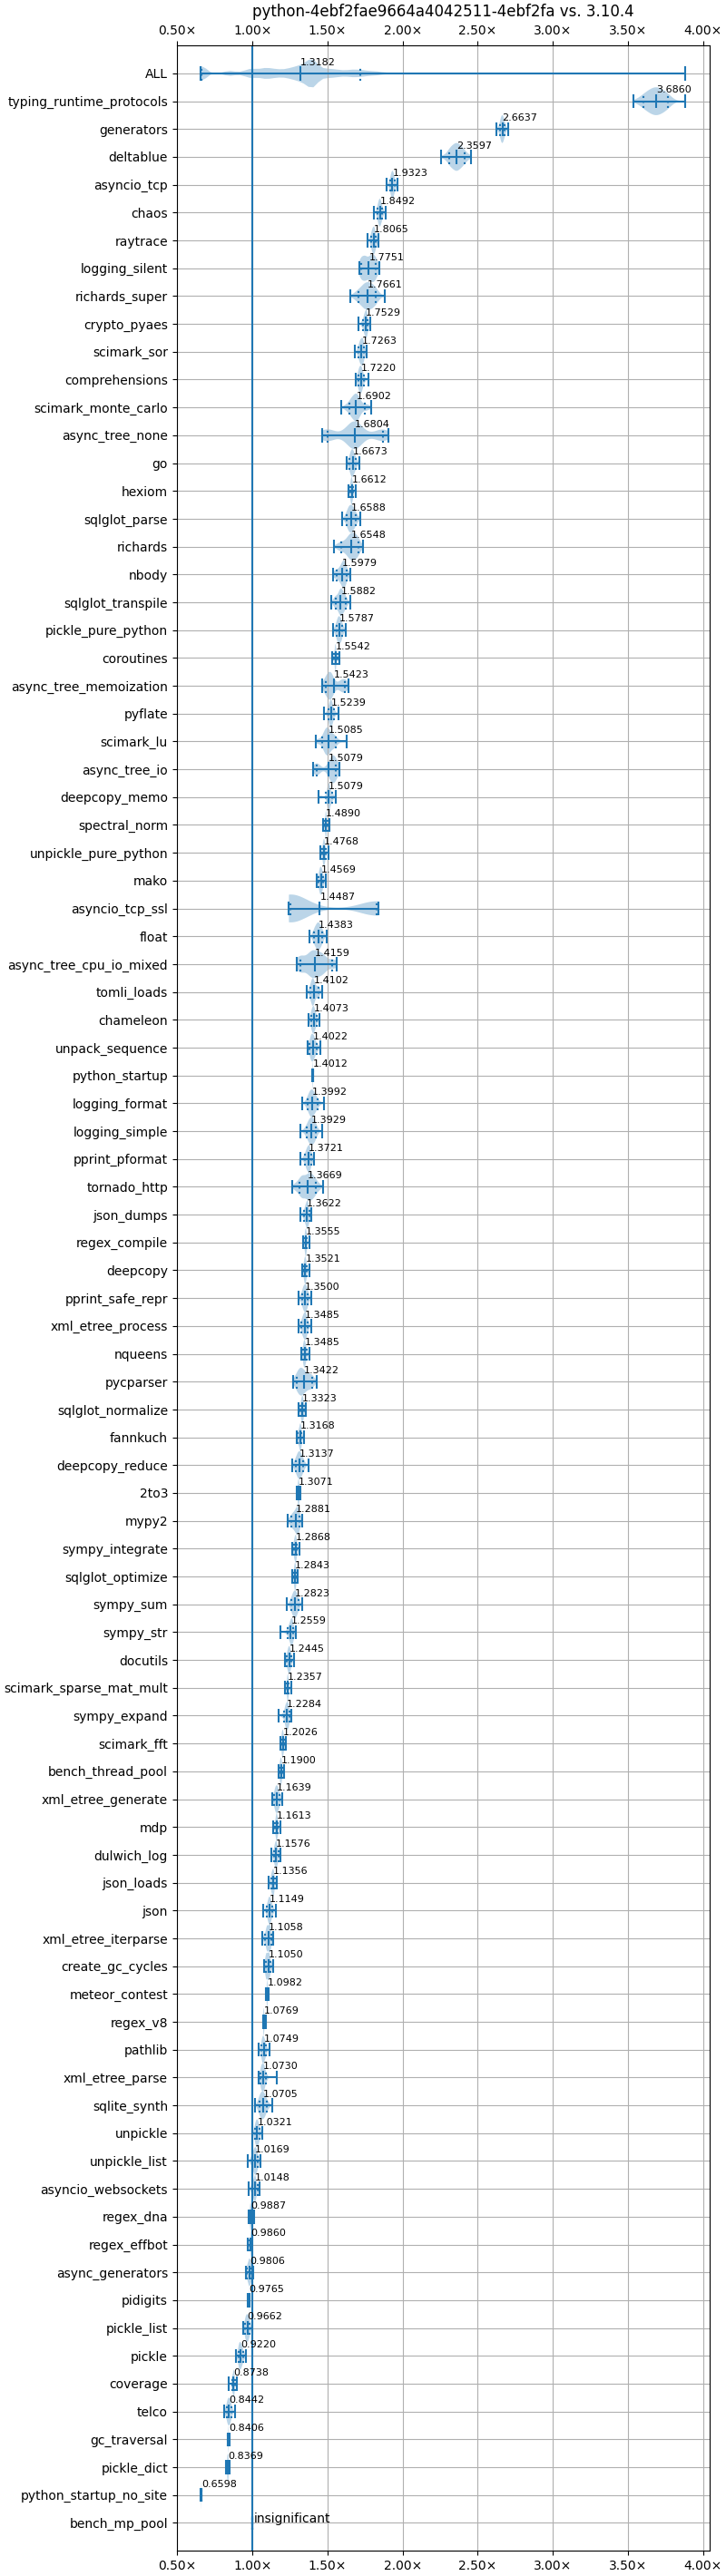 python-4ebf2fae9664a4042511-4ebf2fa vs. 3.10.4
0.50× 1.00× 1.50× 2.00× 2.50× 3.00× 3.50× 4.00×
ALL 1.3182
typing_runtime_protocols 3.6860
generators 2.6637
deltablue 2.3597
asyncio_tcp 1.9323
chaos 1.8492
raytrace 1.8065
logging_silent 1.7751
richards_super 1.7661
crypto_pyaes 1.7529
scimark_sor 1.7263
comprehensions 1.7220
scimark_monte_carlo 1.6902
async_tree_none 1.6804
go 1.6673
hexiom 1.6612
sqlglot_parse 1.6588
richards 1.6548
nbody 1.5979
sqlglot_transpile 1.5882
pickle_pure_python 1.5787
coroutines 1.5542
async_tree_memoization 1.5423
pyflate 1.5239
scimark_lu 1.5085
async_tree_io 1.5079
deepcopy_memo 1.5079
spectral_norm 1.4890
unpickle_pure_python 1.4768
mako 1.4569
asyncio_tcp_ssl 1.4487
float 1.4383
async_tree_cpu_io_mixed 1.4159
tomli_loads 1.4102
chameleon 1.4073
unpack_sequence 1.4022
python_startup 1.4012
logging_format 1.3992
logging_simple 1.3929
pprint_pformat 1.3721
tornado_http 1.3669
json_dumps 1.3622
regex_compile 1.3555
deepcopy 1.3521
pprint_safe_repr 1.3500
xml_etree_process 1.3485
nqueens 1.3485
pycparser 1.3422
sqlglot_normalize 1.3323
fannkuch 1.3168
deepcopy_reduce 1.3137
2to3 1.3071
mypy2 1.2881
sympy_integrate 1.2868
sqlglot_optimize 1.2843
sympy_sum 1.2823
sympy_str 1.2559
docutils 1.2445
scimark_sparse_mat_mult 1.2357
sympy_expand 1.2284
scimark_fft 1.2026
bench_thread_pool 1.1900
xml_etree_generate 1.1639
mdp 1.1613
dulwich_log 1.1576
json_loads 1.1356
json 1.1149
xml_etree_iterparse 1.1058
create_gc_cycles 1.1050
meteor_contest 1.0982
regex_v8 1.0769
pathlib 1.0749
xml_etree_parse 1.0730
sqlite_synth 1.0705
unpickle 1.0321
unpickle_list 1.0169
asyncio_websockets 1.0148
regex_dna 0.9887
regex_effbot 0.9860
async_generators 0.9806
pidigits 0.9765
pickle_list 0.9662
pickle 0.9220
coverage 0.8738
telco 0.8442
gc_traversal 0.8406
pickle_dict 0.8369
python_startup_no_site 0.6598
bench_mp_pool insignificant
0.50× 1.00× 1.50× 2.00× 2.50× 3.00× 3.50× 4.00×